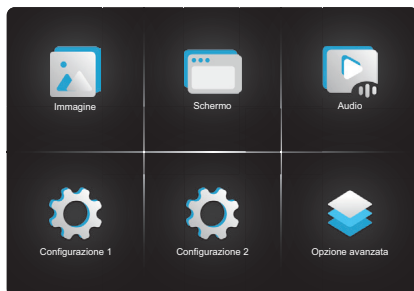 Immagine
Schermo
Audio
Configurazione 1
Configurazione 2
Opzione avanzata